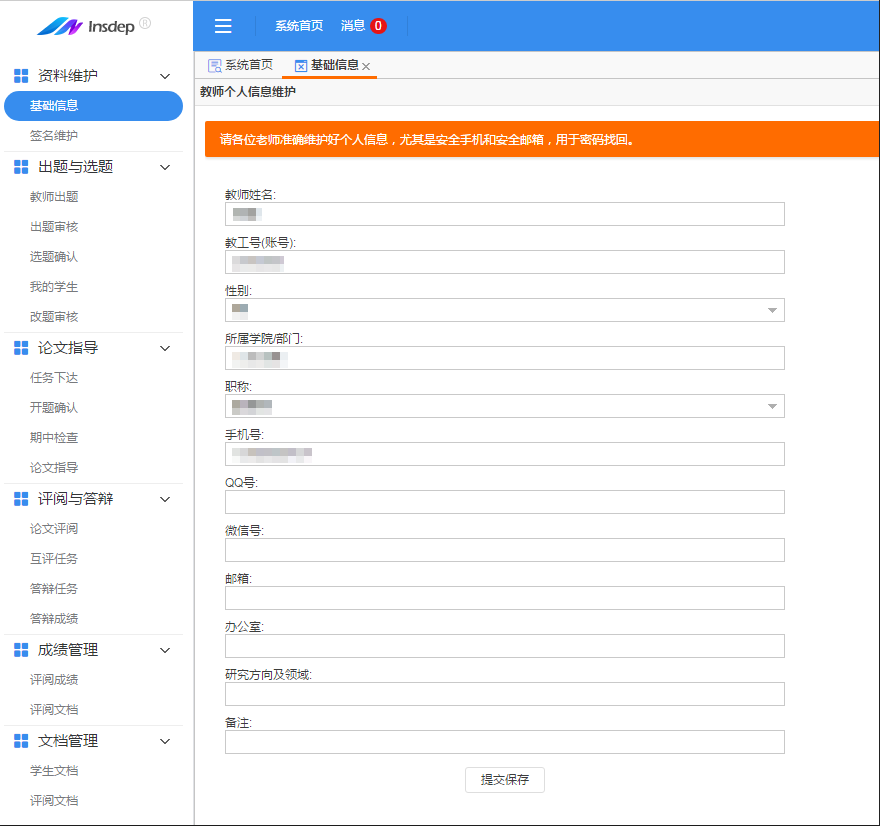 Insdep ®
系统首页 消息 0
系统首页 基础信息
教师个人信息维护
资料维护
基础信息
签名维护
出题与选题
教师出题
出题审核
选题确认
我的学生
改题审核
论文指导
任务下达
开题确认
期中检查
论文指导
评阅与答辩
论文评阅
互评任务
答辩任务
答辩成绩
成绩管理
评阅成绩
评阅文档
文档管理
学生文档
评阅文档
请各位老师准确维护好个人信息，尤其是安全手机和安全邮箱，用于密码找回。
教师姓名:
教工号(账号):
性别:
所属学院/部门:
职称:
手机号:
QQ号:
微信号:
邮箱:
办公室:
研究方向及领域:
备注:
提交保存